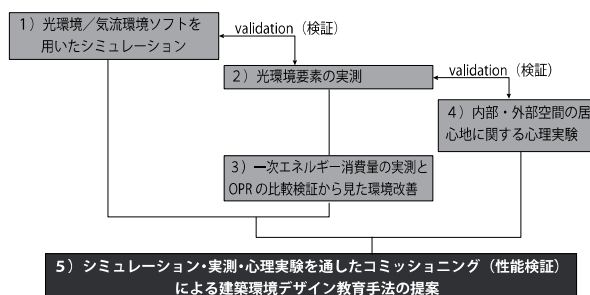 1）光環境／気流環境ソフトを
用いたシミュレーション
validation（検証）
2）光環境要素の実測
validation（検証）
4）内部・外部空間の居
心地に関する心理実験
3）一次エネルギー消費量の実測と
OPRの比較検証から見た環境改善
5）シミュレーション・実測・心理実験を通したコミッショニング（性能検証）
による建築環境デザイン教育手法の提案